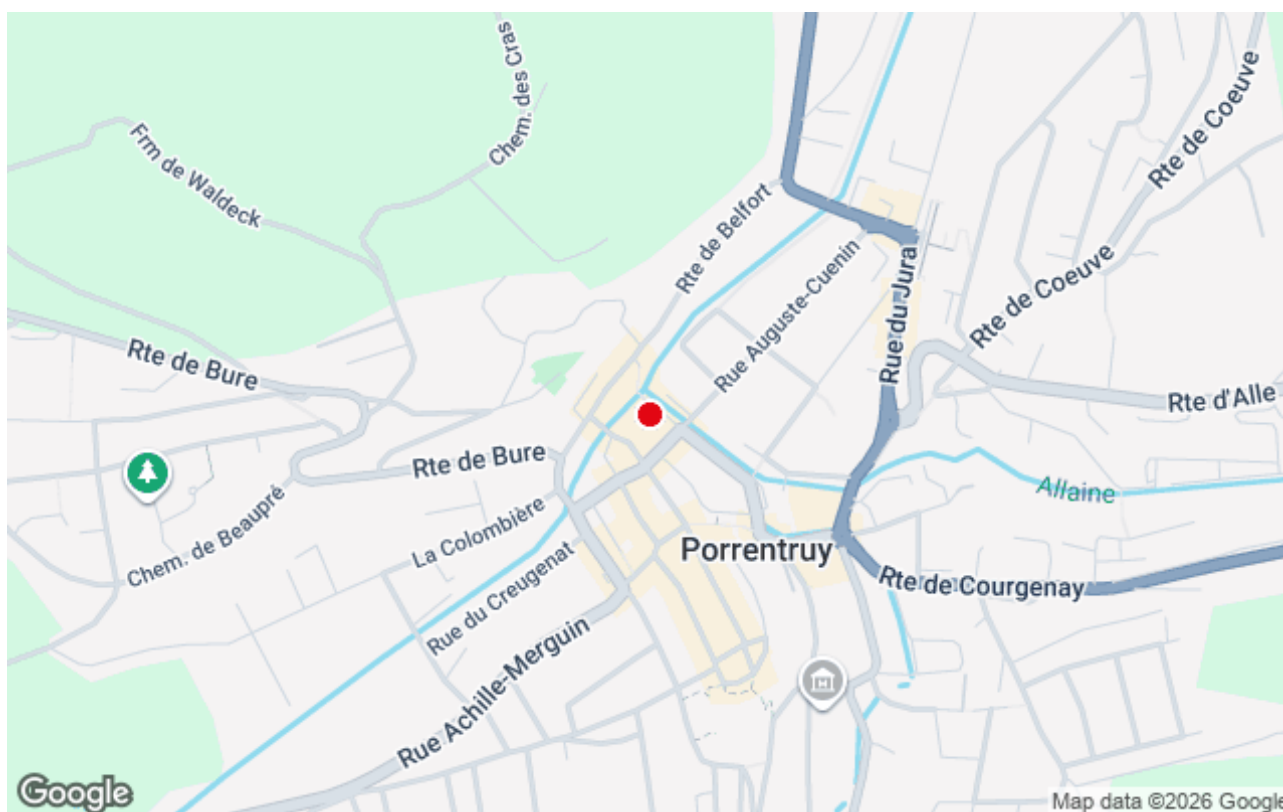 Chem. des Cras
Frm de Waldeck
Rte de Coeuve
Rte de Belfort
Rue Auguste-Cuenin
Rue du Jura
Rte de Coeuve
Rte de Bure
Rte d'Alle
Rte de Bure
Allaine
Chem. de Beaupré
La Colombière
Porrentruy
Rue du Creugenat
Rte de Courgenay
Rue Achille-Merguin
Google
Map data ©2026 Google